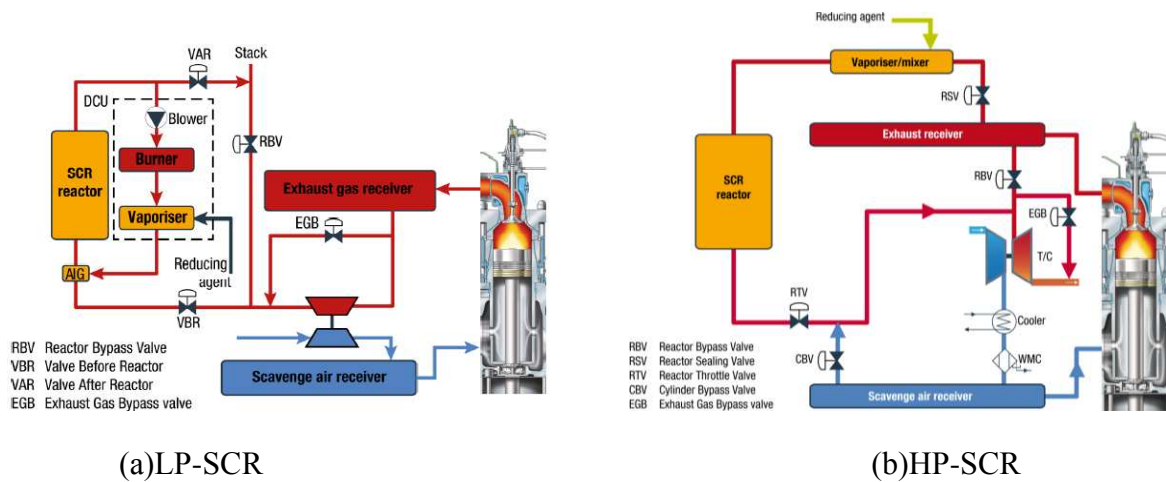 VAR
Stack
DCU
Blower
RBV
Burner
SCR
reactor
Exhaust gas receiver
Vaporiser
EGB
AIG
Reducing
agent
VBR
Scavenge air receiver
RBV Reactor Bypass Valve
VBR Valve Before Reactor
VAR Valve After Reactor
EGB Exhaust Gas Bypass valve
(a)LP-SCR
Reducing agent
Vaporiser/mixer
RSV
Exhaust receiver
SCR
reactor
RBV
EGB
T/C
RTV
Cooler
CBV
WMC
Scavenge air receiver
RBV Reactor Bypass Valve
RSV Reactor Sealing Valve
RTV Reactor Throttle Valve
CBV Cylinder Bypass Valve
EGB Exhaust Gas Bypass valve
(b)HP-SCR